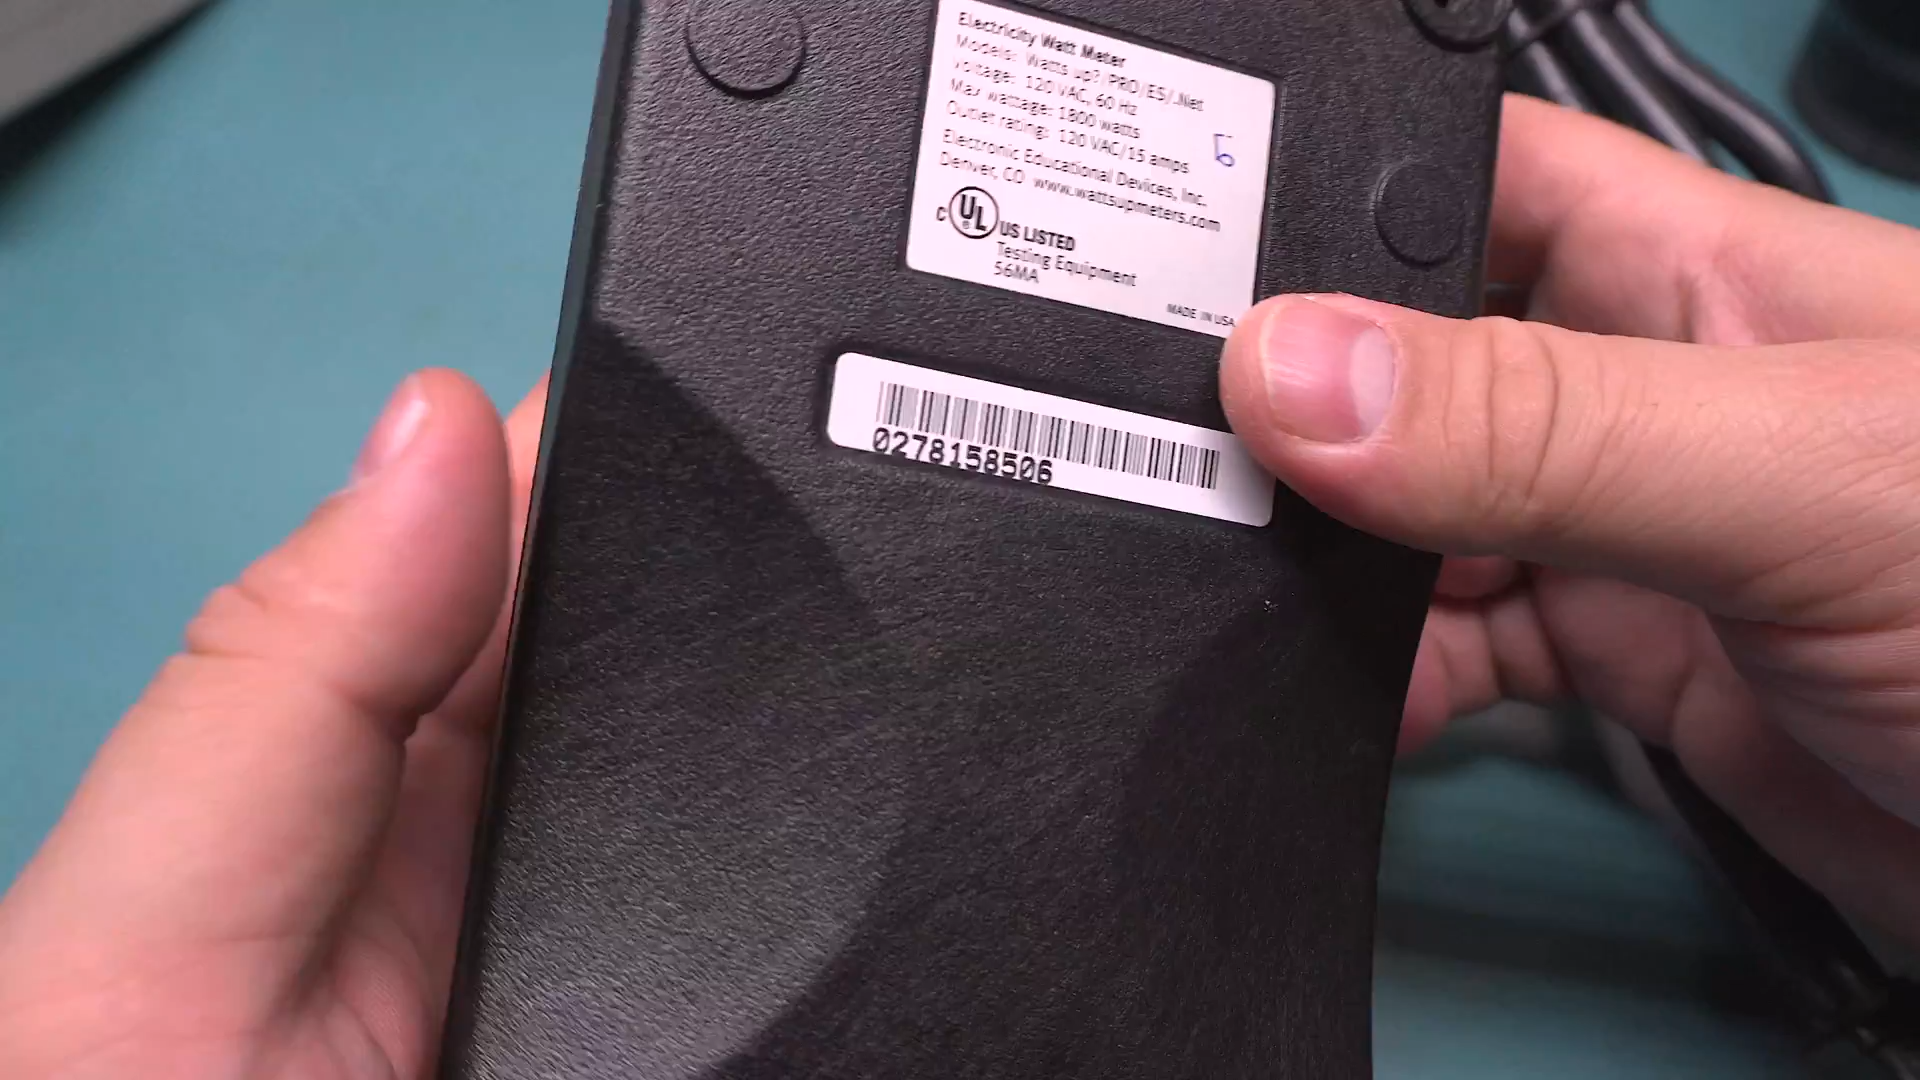 Electricity Watt Meter
Models: Watts up?/PRO/ES/.Net
Voltage: 120 VAC, 60 Hz
Max wattage: 1800 watts
Outlet rating: 120 VAC/15 amps
Electronic Educational Devices, Inc.
Denver, CO www.wattsupmeters.com
5
C UL US LISTED
Testing Equipment
56MA
MADE IN USA
0278158506